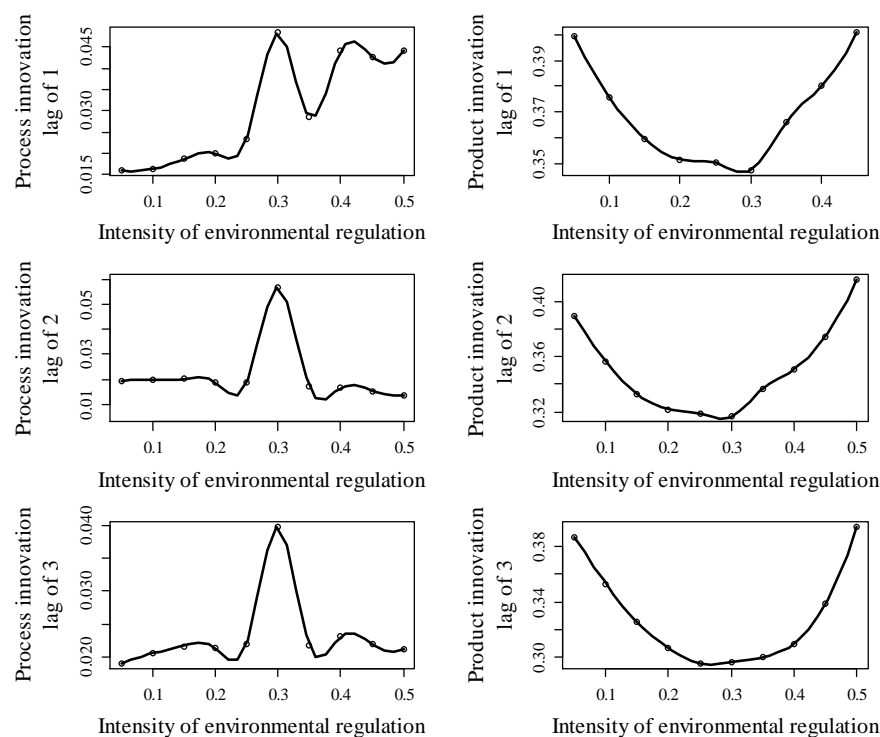 Process innovation
lag of 1
0.015 0.030 0.045
0.1 0.2 0.3 0.4 0.5
Intensity of environmental regulation
Product innovation
lag of 1
0.35 0.37 0.39
0.1 0.2 0.3 0.4
Intensity of environmental regulation
Process innovation
lag of 2
0.01 0.03 0.05
0.1 0.2 0.3 0.4 0.5
Intensity of environmental regulation
Product innovation
lag of 2
0.32 0.36 0.40
0.1 0.2 0.3 0.4 0.5
Intensity of environmental regulation
Process innovation
lag of 3
0.020 0.030 0.040
0.1 0.2 0.3 0.4 0.5
Intensity of environmental regulation
Product innovation
lag of 3
0.30 0.34 0.38
0.1 0.2 0.3 0.4 0.5
Intensity of environmental regulation